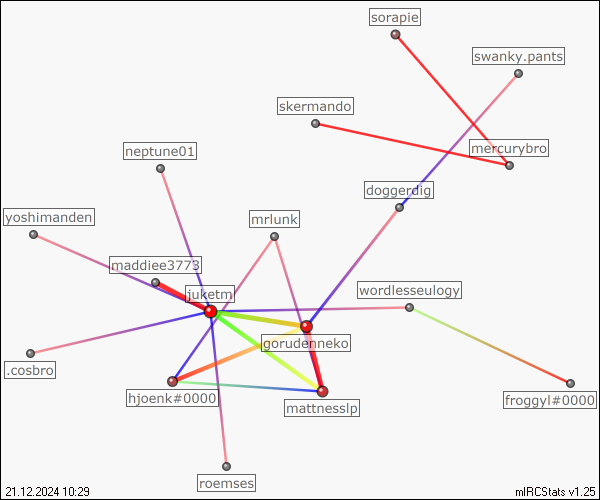 sorapie
swanky.pants
skermando
mercurybro
neptune01
doggerdig
yoshimanden
mrlunk
maddiee3773
juketm
wordlesseulogy
gorudenneko
.cosbro
hjoenk#0000
mattnesslp
froggyl#0000
roemses
21.12.2024 10:29
mIRCStats v1.25